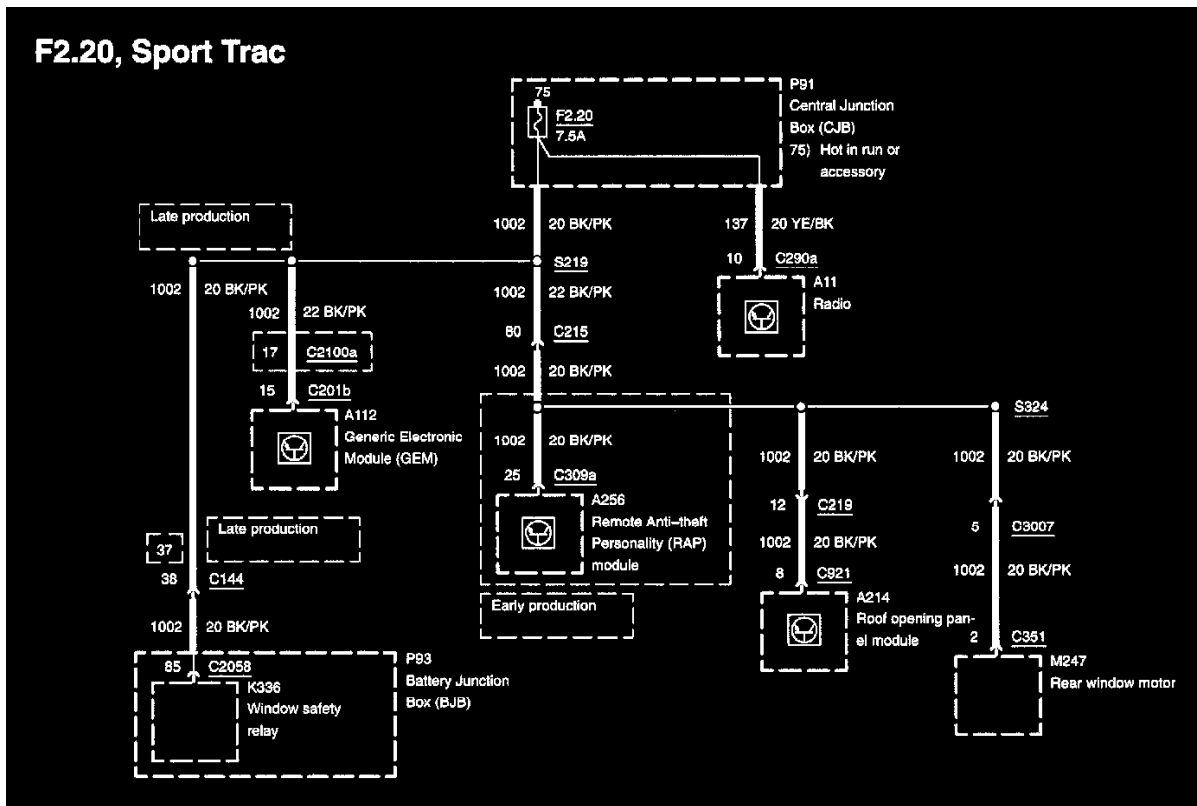 F2.20, Sport Trac
75
F2.20
7.5A
P91
Central Junction
Box (CJB)
75) Hot in run or
accessory
Late production
1002 20 BK/PK
137 20 YE/BK
S219
10 C290a
A11
Radio
1002 20 BK/PK
1002 22 BK/PK
1002 22 BK/PK
60 C215
17 C2100a
1002 20 BK/PK
15 C201b
A112
Generic Electronic
Module (GEM)
S324
1002 20 BK/PK
1002 20 BK/PK
1002 20 BK/PK
25 C309a
A256
Remote Anti-theft
Personality (RAP)
module
12 C219
5 C3007
Late production
37
38 C144
1002 20 BK/PK
1002 20 BK/PK
8 C921
A214
Roof opening pan-
el module
Early production
1002 20 BK/PK
2 C351
M247
Rear window motor
P93
Battery Junction
Box (BJB)
85 C2058
K336
Window safety
relay